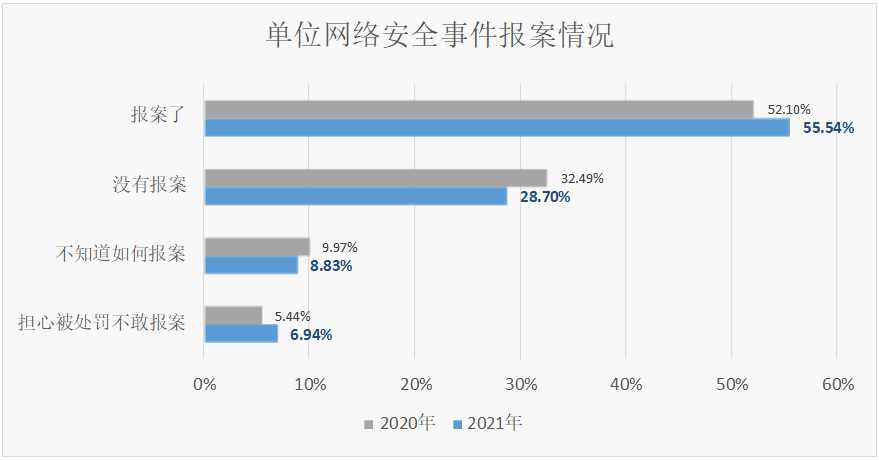 单位网络安全事件报案情况
报案了
52.10%
55.54%
没有报案
32.49%
28.70%
不知道如何报案
9.97%
8.83%
担心被处罚不敢报案
5.44%
6.94%
0% 10% 20% 30% 40% 50% 60%
2020年 2021年